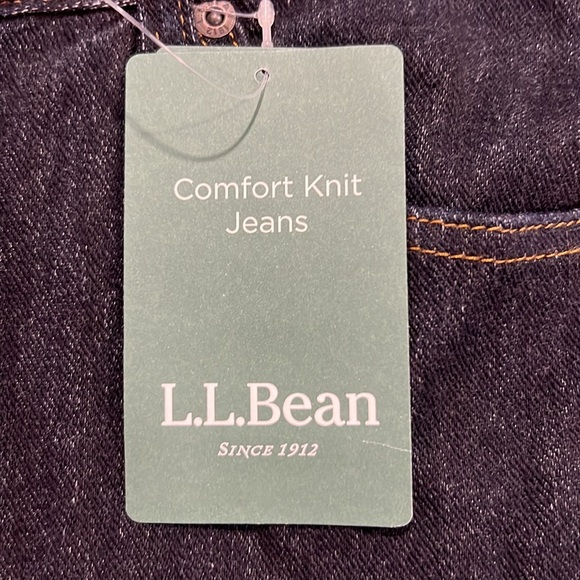 Comfort Knit
Jeans
L.L.Bean
SINCE 1912